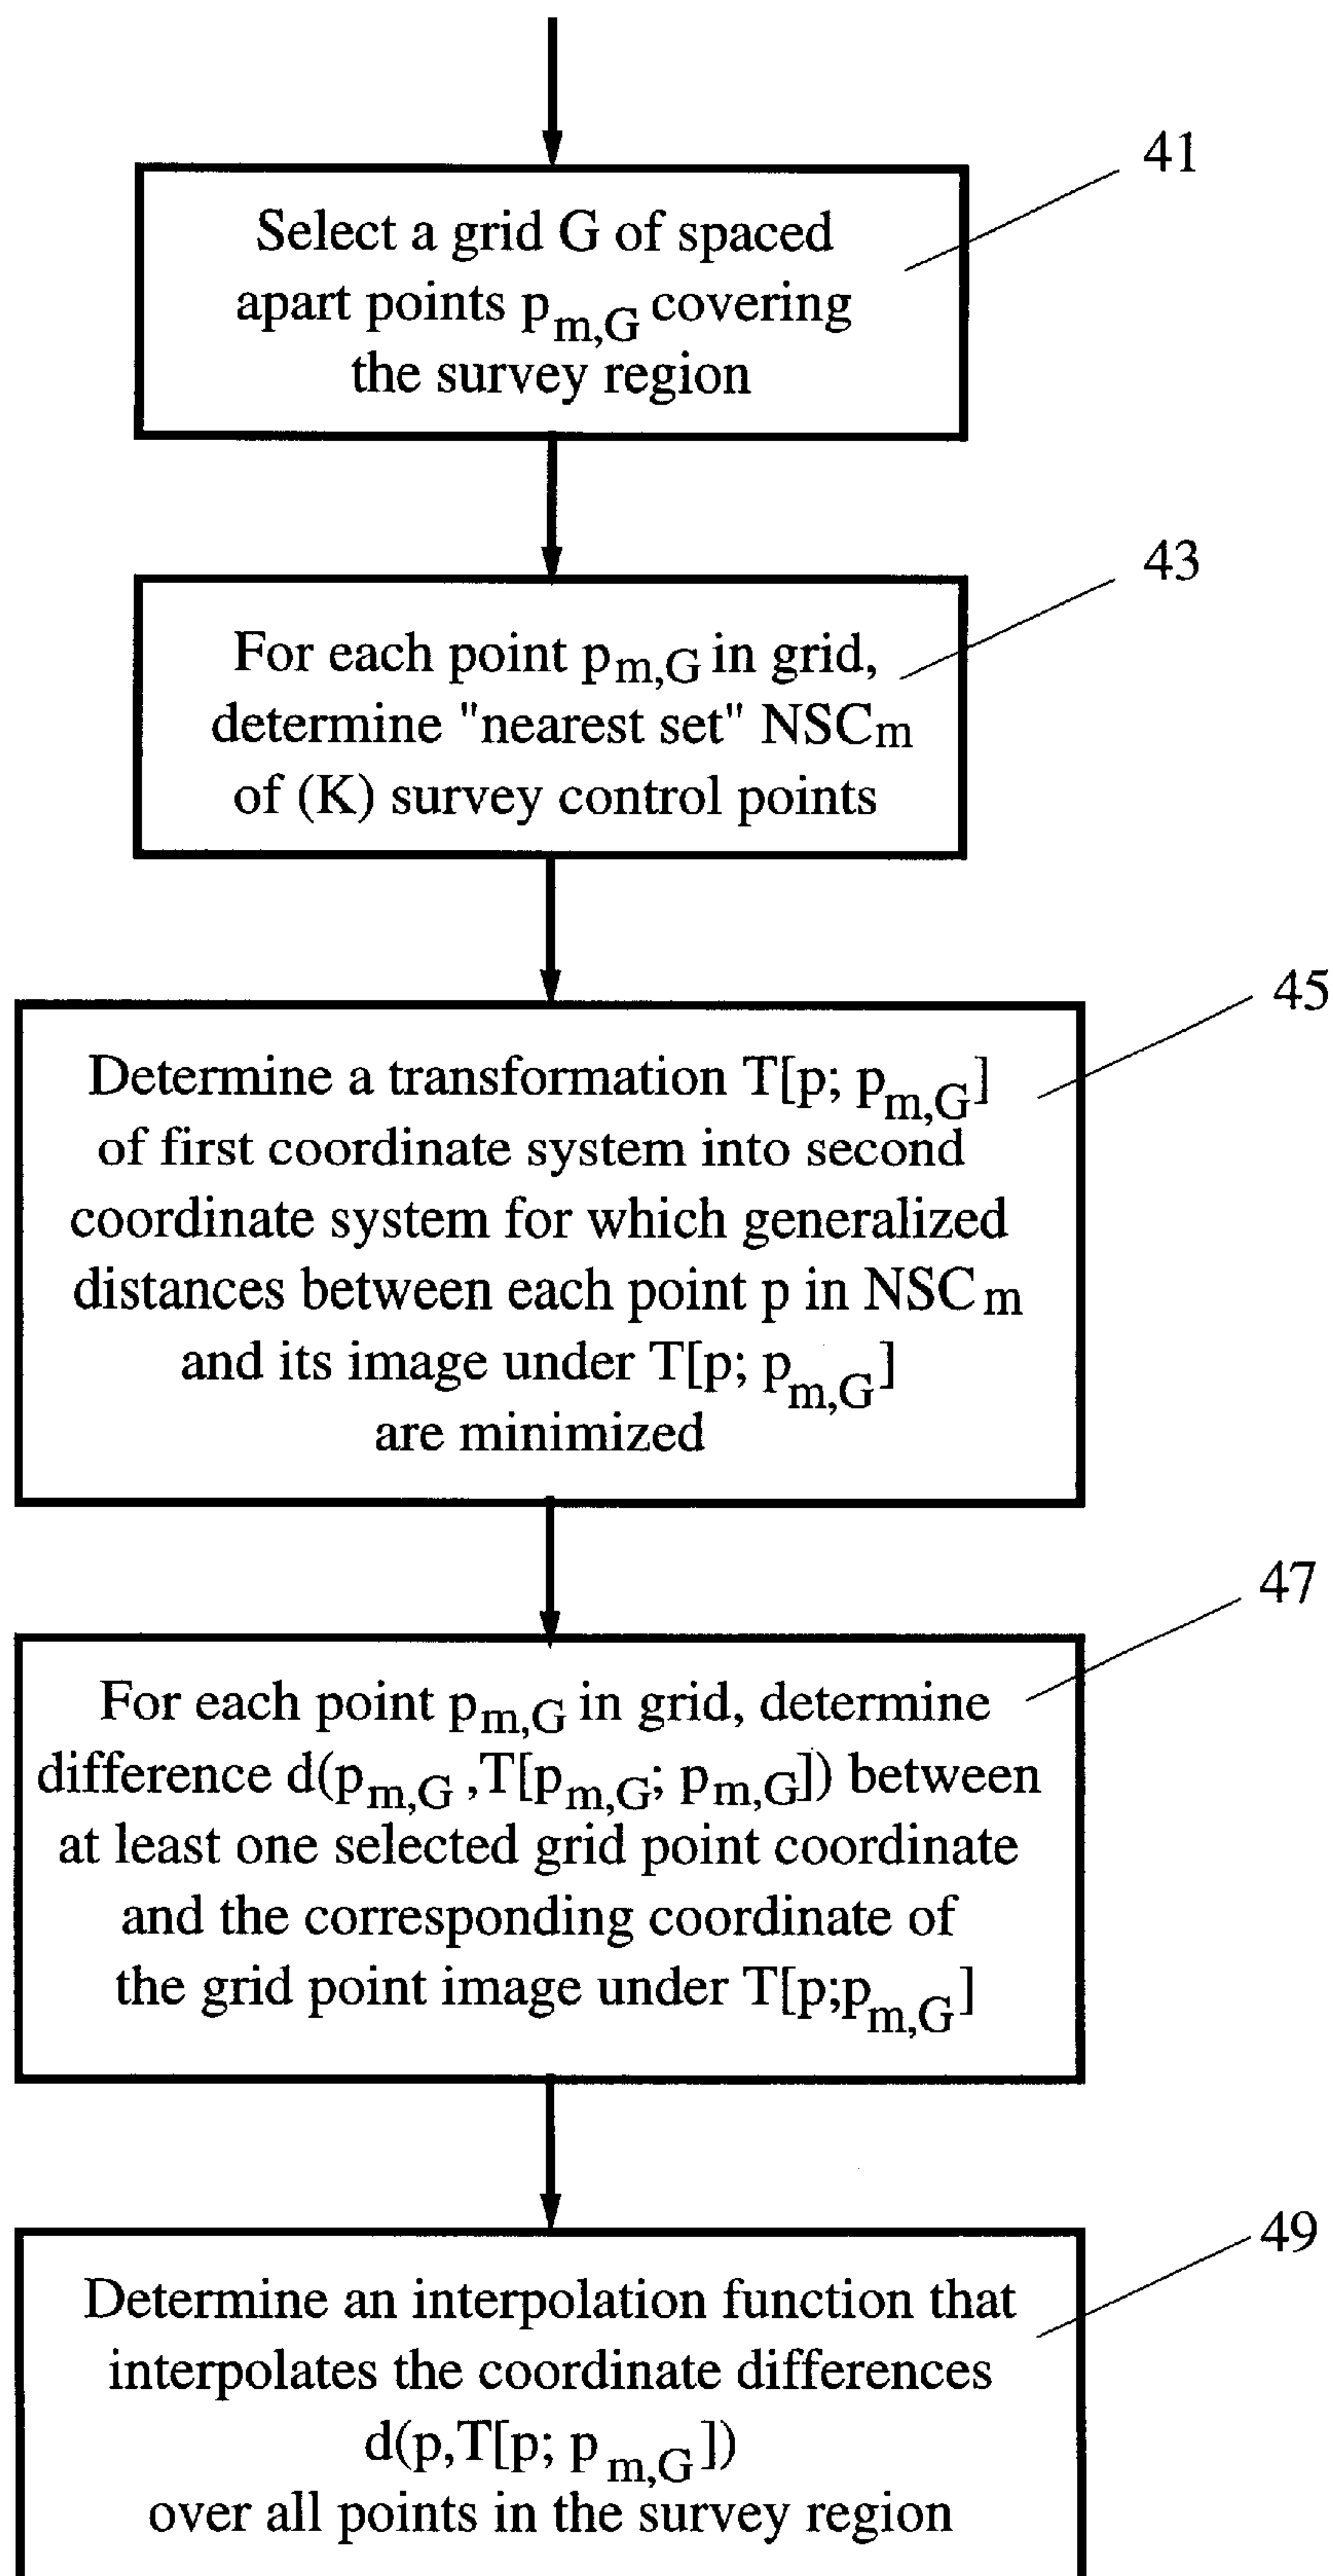 41
Select a grid G of spaced
apart points p_{m,G} covering
the survey region
43
For each point p_{m,G} in grid,
determine "nearest set" NSC_m
of (K) survey control points
45
Determine a transformation T[p; p_{m,G}]
of first coordinate system into second
coordinate system for which generalized
distances between each point p in NSC_m
and its image under T[p; p_{m,G}]
are minimized
47
For each point p_{m,G} in grid, determine
difference d(p_{m,G} ,T[p_{m,G}; p_{m,G}]) between
at least one selected grid point coordinate
and the corresponding coordinate of
the grid point image under T[p;p_{m,G}]
49
Determine an interpolation function that
interpolates the coordinate differences
d(p,T[p; p_{m,G}])
over all points in the survey region